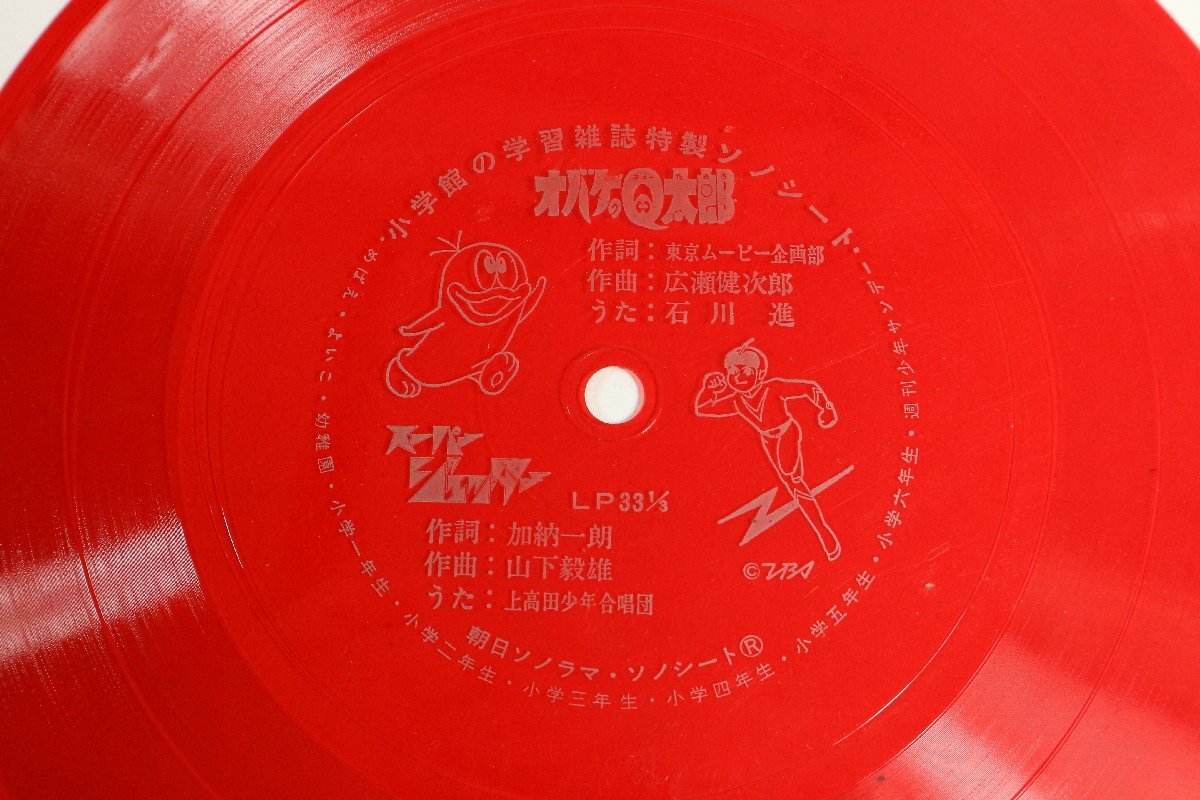 小学館の学習雑誌特製ソノシート・
オバケのQ太郎
作詞：東京ムービー企画部
作曲：広瀬健次郎
うた：石川 進
スーパージェッター
LP33⅓
作詞：加納一朗
作曲：山下毅雄
うた：上高田少年合唱団
©TBA
朝日ソノラマ・ソノシート®
めばえ・よいこ・幼稚園・小学一年生・小学二年生・小学三年生・小学四年生・小学五年生・小学六年生・週刊少年サンデー